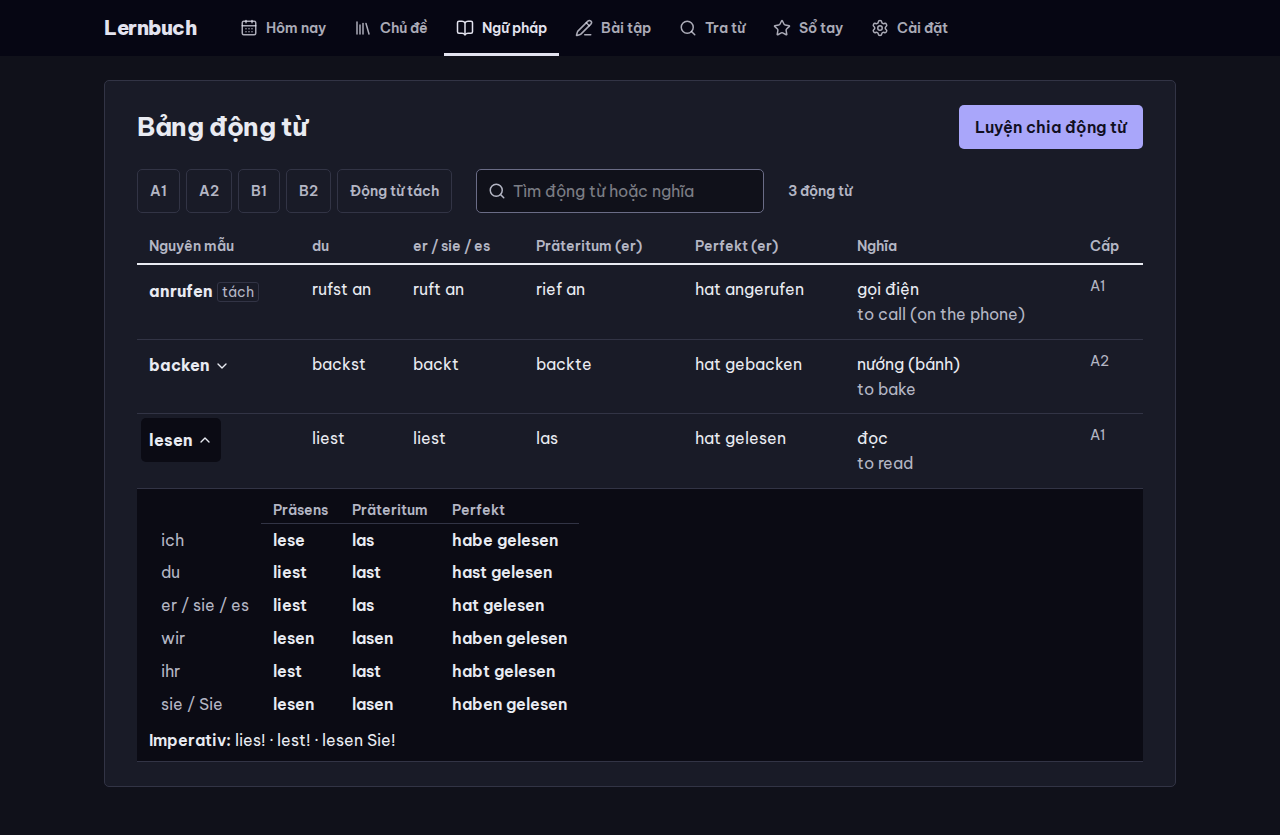 Lernbuch Hôm nay Chủ đề Ngữ pháp Bài tập Tra từ Sổ tay Cài đặt
Bảng động từ Luyện chia động từ
A1 A2 B1 B2 Động từ tách Tìm động từ hoặc nghĩa 3 động từ
Nguyên mẫu du er / sie / es Präteritum (er) Perfekt (er) Nghĩa Cấp
anrufen tách rufst an ruft an rief an hat angerufen gọi điện A1
to call (on the phone)
backen backst backt backte hat gebacken nướng (bánh) A2
to bake
lesen liest liest las hat gelesen đọc A1
to read
Präsens Präteritum Perfekt
ich lese las habe gelesen
du liest last hast gelesen
er / sie / es liest las hat gelesen
wir lesen lasen haben gelesen
ihr lest last habt gelesen
sie / Sie lesen lasen haben gelesen
Imperativ: lies! · lest! · lesen Sie!